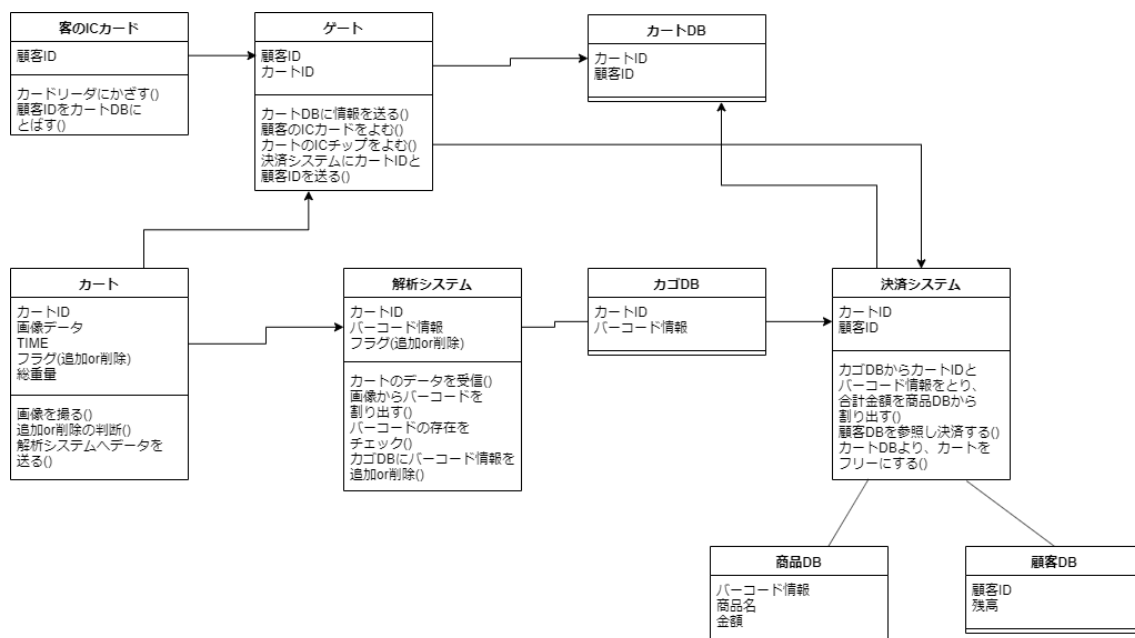 客のICカード
顧客ID
カードリーダにかざす()
顧客IDをカートDBに
とばす()
ゲート
顧客ID
カートID
カートDBに情報を送る()
顧客のICカードをよむ()
カートのICチップをよむ()
決済システムにカートIDと
顧客IDを送る()
カートDB
カートID
顧客ID
カート
カートID
画像データ
TIME
フラグ(追加or削除)
総重量
画像を撮る()
追加or削除の判断()
解析システムへデータを
送る()
解析システム
カートID
バーコード情報
フラグ(追加or削除)
カートのデータを受信()
画像からバーコードを
割り出す()
バーコードの存在を
チェック()
カゴDBにバーコード情報を
追加or削除()
カゴDB
カートID
バーコード情報
決済システム
カートID
顧客ID
カゴDBからカートIDと
バーコード情報をとり、
合計金額を商品DBから
割り出す()
顧客DBを参照し決済する()
カートDBより、カートを
フリーにする()
商品DB
バーコード情報
商品名
金額
顧客DB
顧客ID
残高